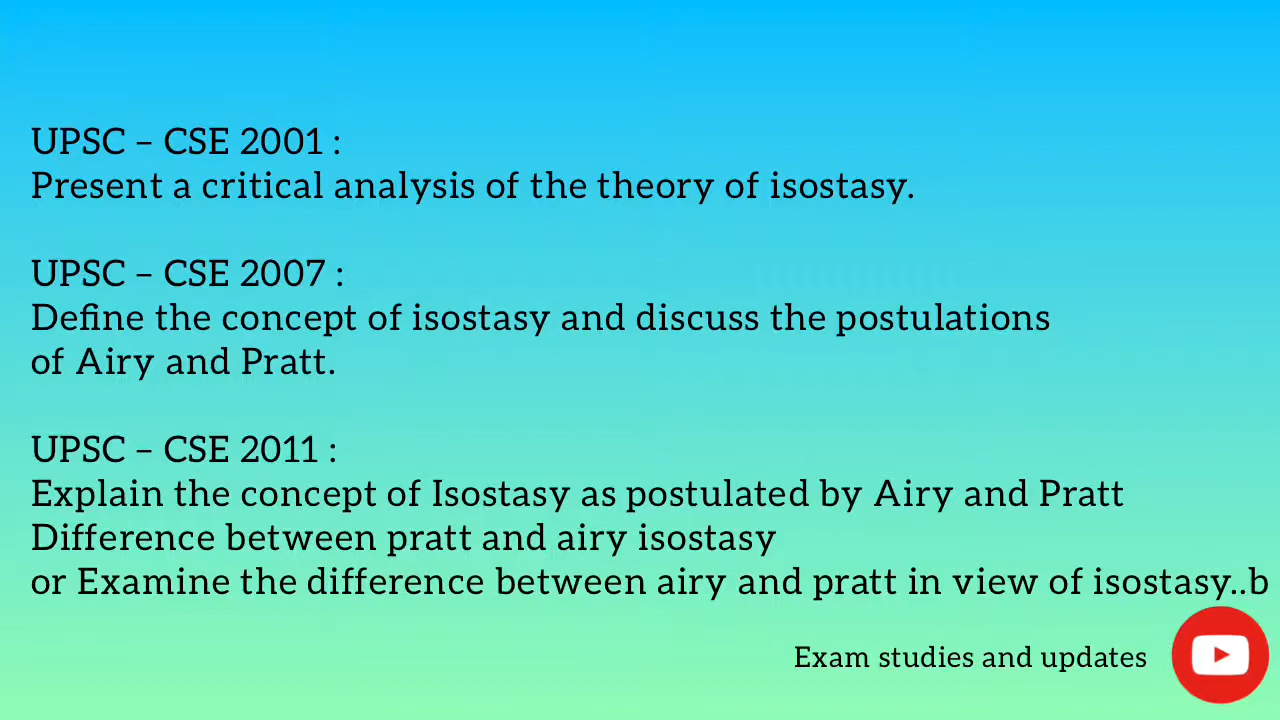 UPSC – CSE 2001 :
Present a critical analysis of the theory of isostasy.
UPSC – CSE 2007 :
Define the concept of isostasy and discuss the postulations
of Airy and Pratt.
UPSC – CSE 2011 :
Explain the concept of Isostasy as postulated by Airy and Pratt
Difference between pratt and airy isostasy
or Examine the difference between airy and pratt in view of isostasy..b
Exam studies and updates